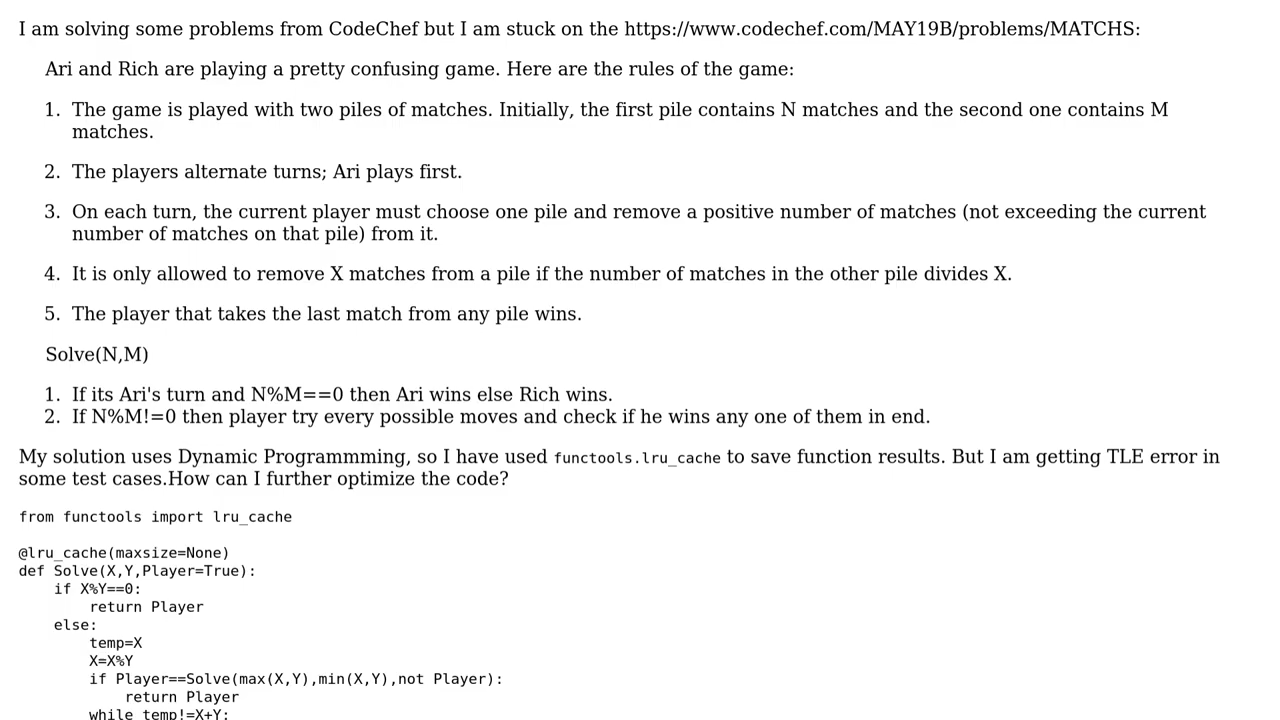 I am solving some problems from CodeChef but I am stuck on the https://www.codechef.com/MAY19B/problems/MATCHS:
Ari and Rich are playing a pretty confusing game. Here are the rules of the game:
1. The game is played with two piles of matches. Initially, the first pile contains N matches and the second one contains M
matches.
2. The players alternate turns; Ari plays first.
3. On each turn, the current player must choose one pile and remove a positive number of matches (not exceeding the current
number of matches on that pile) from it.
4. It is only allowed to remove X matches from a pile if the number of matches in the other pile divides X.
5. The player that takes the last match from any pile wins.
Solve(N,M)
1. If its Ari's turn and N%M==0 then Ari wins else Rich wins.
2. If N%M!=0 then player try every possible moves and check if he wins any one of them in end.
My solution uses Dynamic Programmming, so I have used functools.lru_cache to save function results. But I am getting TLE error in
some test cases.How can I further optimize the code?
from functools import lru_cache
@lru_cache(maxsize=None)
def Solve(X,Y,Player=True):
    if X%Y==0:
        return Player
    else:
        temp=X
        X=X%Y
        if Player==Solve(max(X,Y),min(X,Y),not Player):
            return Player
        while temp!=X+Y: